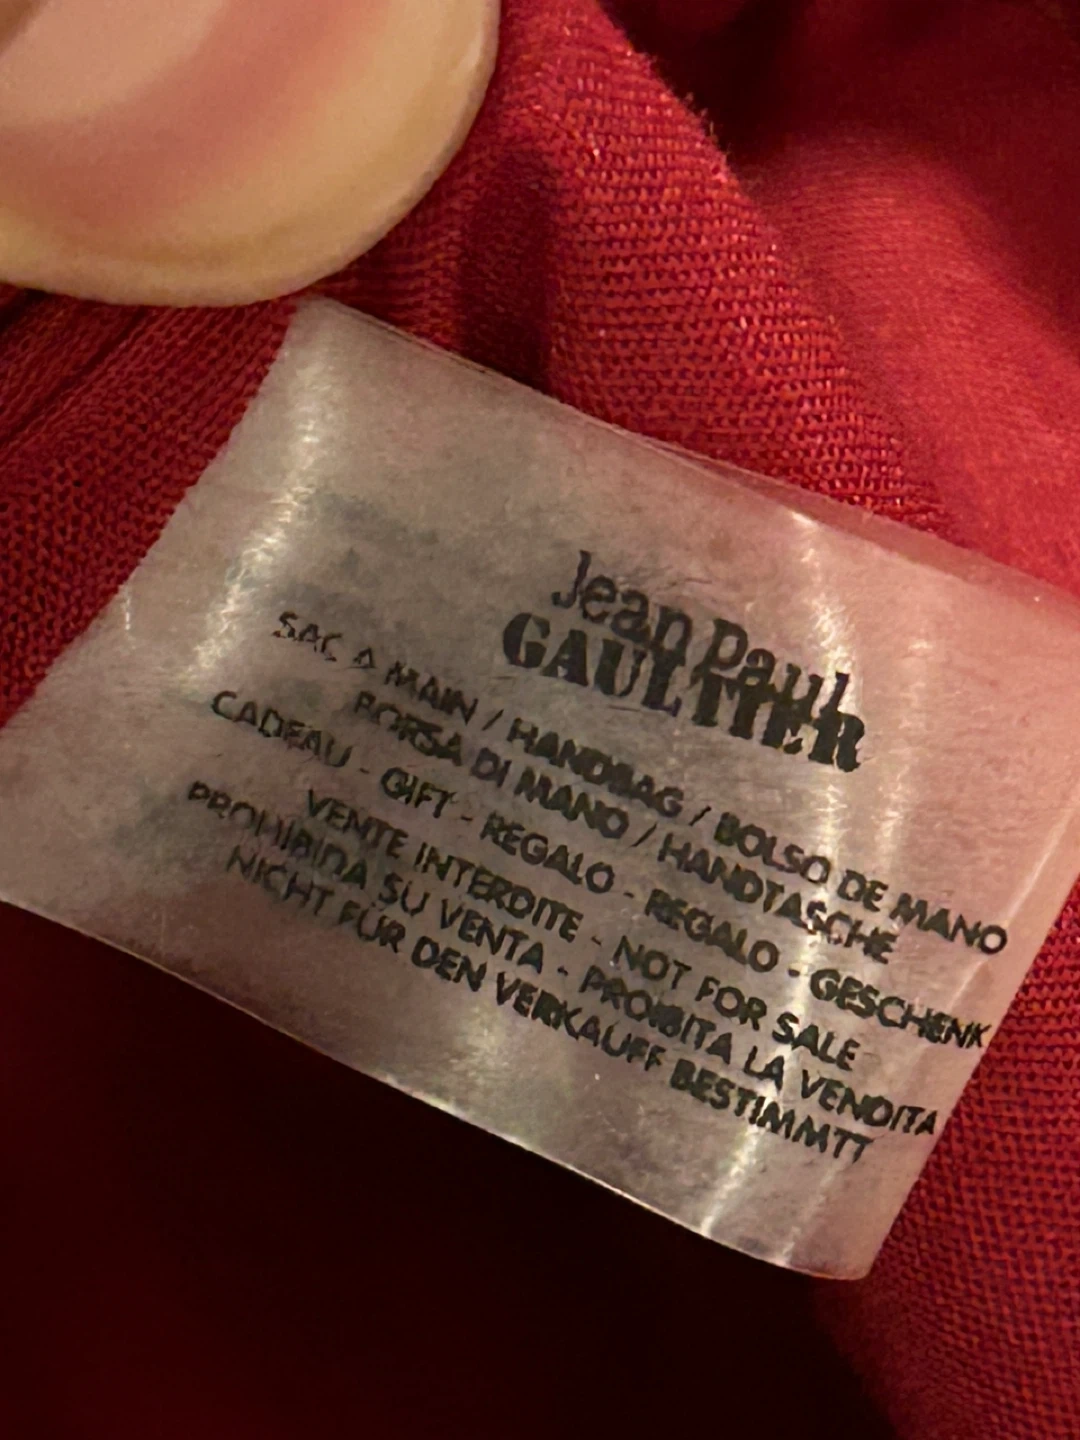 Jean Paul
GAULTIER
SAC A MAIN / HANDBAG / BOLSO DE MANO
BORSA DI MANO / HANDTASCHE
CADEAU - GIFT - REGALO - REGALO - GESCHENK
VENTE INTERDITE - NOT FOR SALE
PROHIBIDA SU VENTA - PROIBITA LA VENDITA
NICHT FÜR DEN VERKAUFF BESTIMMTT